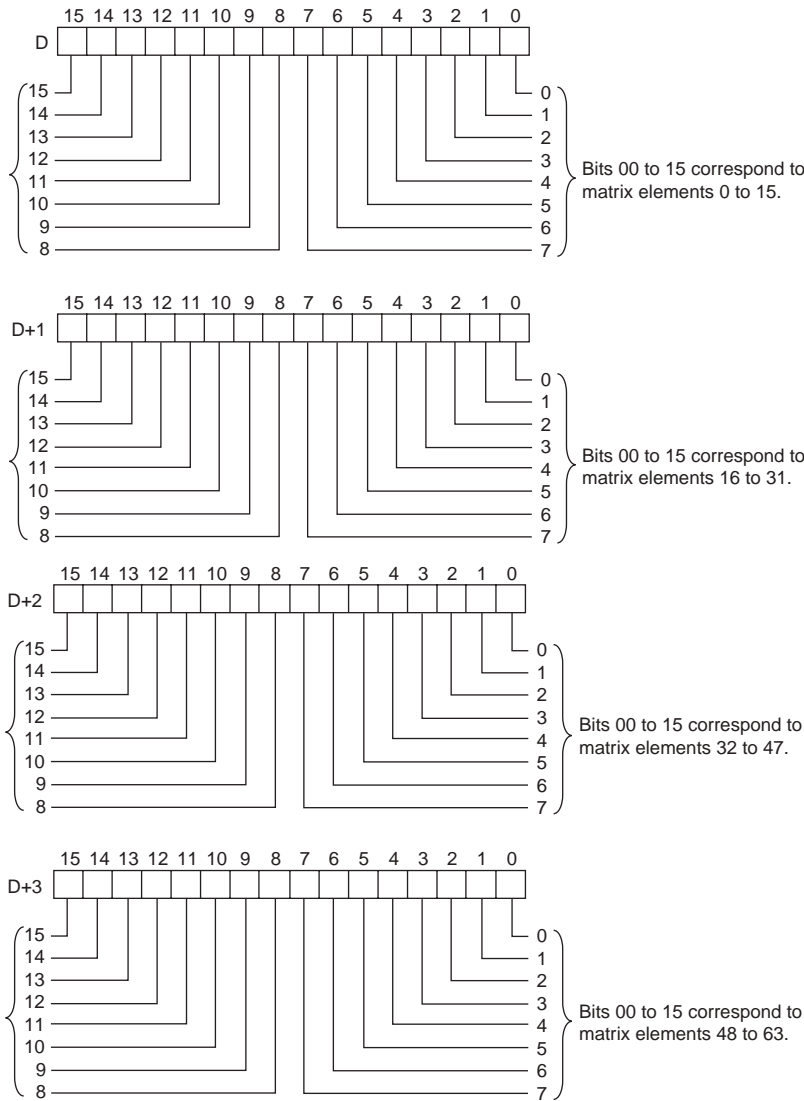 15 14 13 12 11 10 9 8 7 6 5 4 3 2 1 0
D
15 0
14 1
13 2
12 3
11 4
10 5
9 6
8 7
Bits 00 to 15 correspond to
matrix elements 0 to 15.
15 14 13 12 11 10 9 8 7 6 5 4 3 2 1 0
D+1
15 0
14 1
13 2
12 3
11 4
10 5
9 6
8 7
Bits 00 to 15 correspond to
matrix elements 16 to 31.
15 14 13 12 11 10 9 8 7 6 5 4 3 2 1 0
D+2
15 0
14 1
13 2
12 3
11 4
10 5
9 6
8 7
Bits 00 to 15 correspond to
matrix elements 32 to 47.
15 14 13 12 11 10 9 8 7 6 5 4 3 2 1 0
D+3
15 0
14 1
13 2
12 3
11 4
10 5
9 6
8 7
Bits 00 to 15 correspond to
matrix elements 48 to 63.